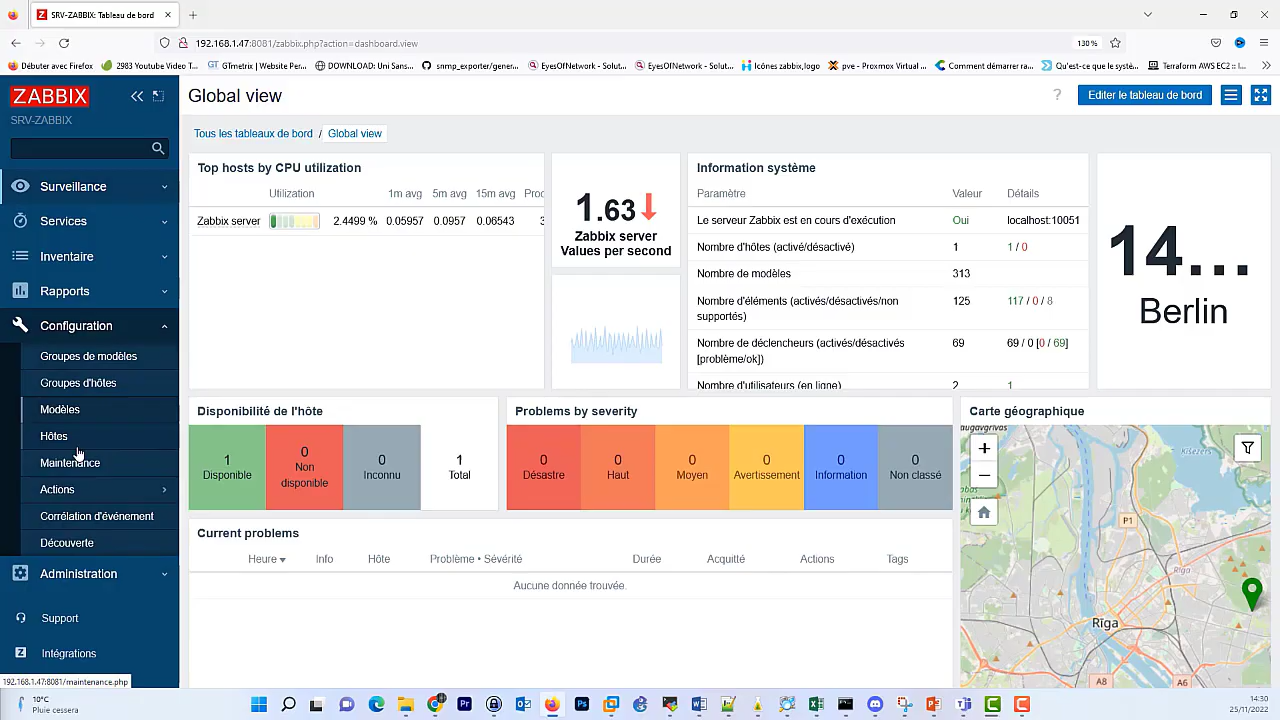 SRV-ZABBIX: Tableau de bord
192.168.1.47:8081/zabbix.php?action=dashboard.view
130 %
Débuter avec Firefox
2983 Youtube Video T...
GTmetrix | Website Per...
DOWNLOAD: Uni Sans...
snmp_exporter/gener...
EyesOfNetwork - Solut...
EyesOfNetwork - Solut...
Icônes zabbix,logo
pve - Proxmox Virtual ...
Comment démarrer ra...
Qu'est-ce que le systè...
Terraform AWS EC2 : l...
ZABBIX
SRV-ZABBIX
Surveillance
Services
Inventaire
Rapports
Configuration
Groupes de modèles
Groupes d'hôtes
Modèles
Hôtes
Maintenance
Actions
Corrélation d'événement
Découverte
Administration
Support
Z Intégrations
192.168.1.47:8081/maintenance.php
Global view
? Editer le tableau de bord
Tous les tableaux de bord / Global view
Top hosts by CPU utilization
Utilization 1m avg 5m avg 15m avg Proc
Zabbix server 2.4499 % 0.05957 0.0957 0.06543 3
1.63
Zabbix server
Values per second
Information système
Paramètre Valeur Détails
Le serveur Zabbix est en cours d'exécution Oui localhost:10051
Nombre d'hôtes (activé/désactivé) 1 1 / 0
Nombre de modèles 313
Nombre d'éléments (activés/désactivés/non supportés) 125 117 / 0 / 8
Nombre de déclencheurs (activés/désactivés [problème/ok]) 69 69 / 0 [0 / 69]
Nombre d'utilisateurs (en ligne) 2 1
14...
Berlin
Disponibilité de l'hôte
1 Disponible
0 Non disponible
0 Inconnu
1 Total
Problems by severity
0 Désastre
0 Haut
0 Moyen
0 Avertissement
0 Information
0 Non classé
Current problems
Heure Info Hôte Problème • Sévérité Durée Acquitté Actions Tags
Aucune donnée trouvée.
Carte géographique
P1
Rīga
Rīga
A8
A6
10°C
Pluie cessera
14:30
25/11/2022